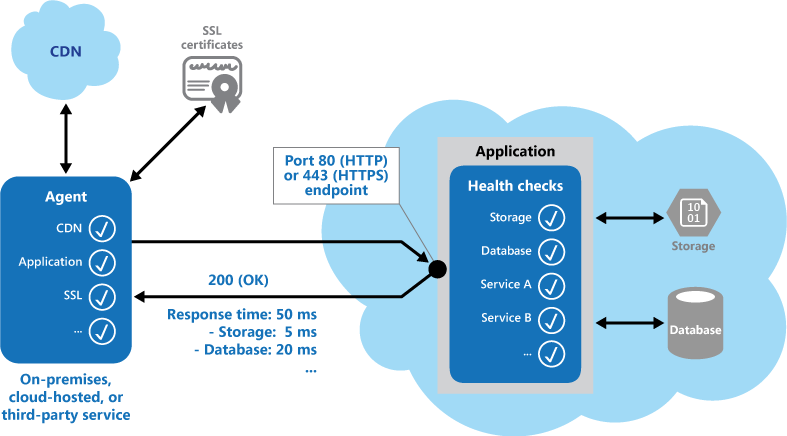 CDN
SSL
certificates
Agent
CDN
Application
SSL
...
On-premises,
cloud-hosted, or
third-party service
Port 80 (HTTP)
or 443 (HTTPS)
endpoint
200 (OK)
Response time: 50 ms
- Storage: 5 ms
- Database: 20 ms
...
Application
Health checks
Storage
Database
Service A
Service B
...
10
01
Storage
Database